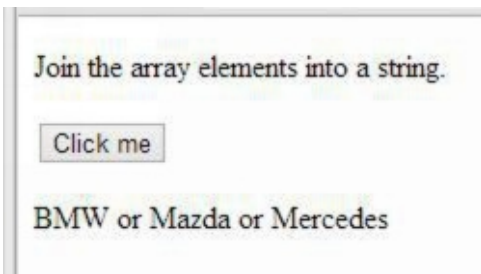 Join the array elements into a string.
Click me
BMW or Mazda or Mercedes